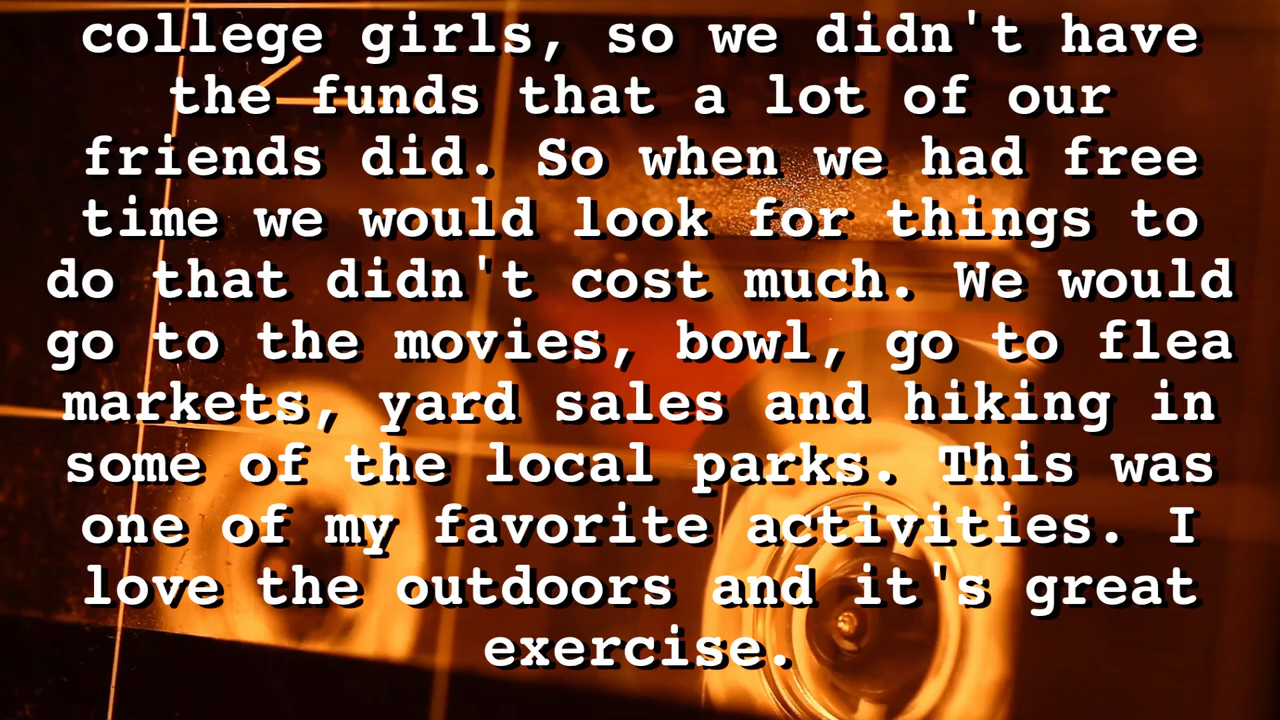 college girls, so we didn't have
the funds that a lot of our
friends did. So when we had free
time we would look for things to
do that didn't cost much. We would
go to the movies, bowl, go to flea
markets, yard sales and hiking in
some of the local parks. This was
one of my favorite activities. I
love the outdoors and it's great
exercise.